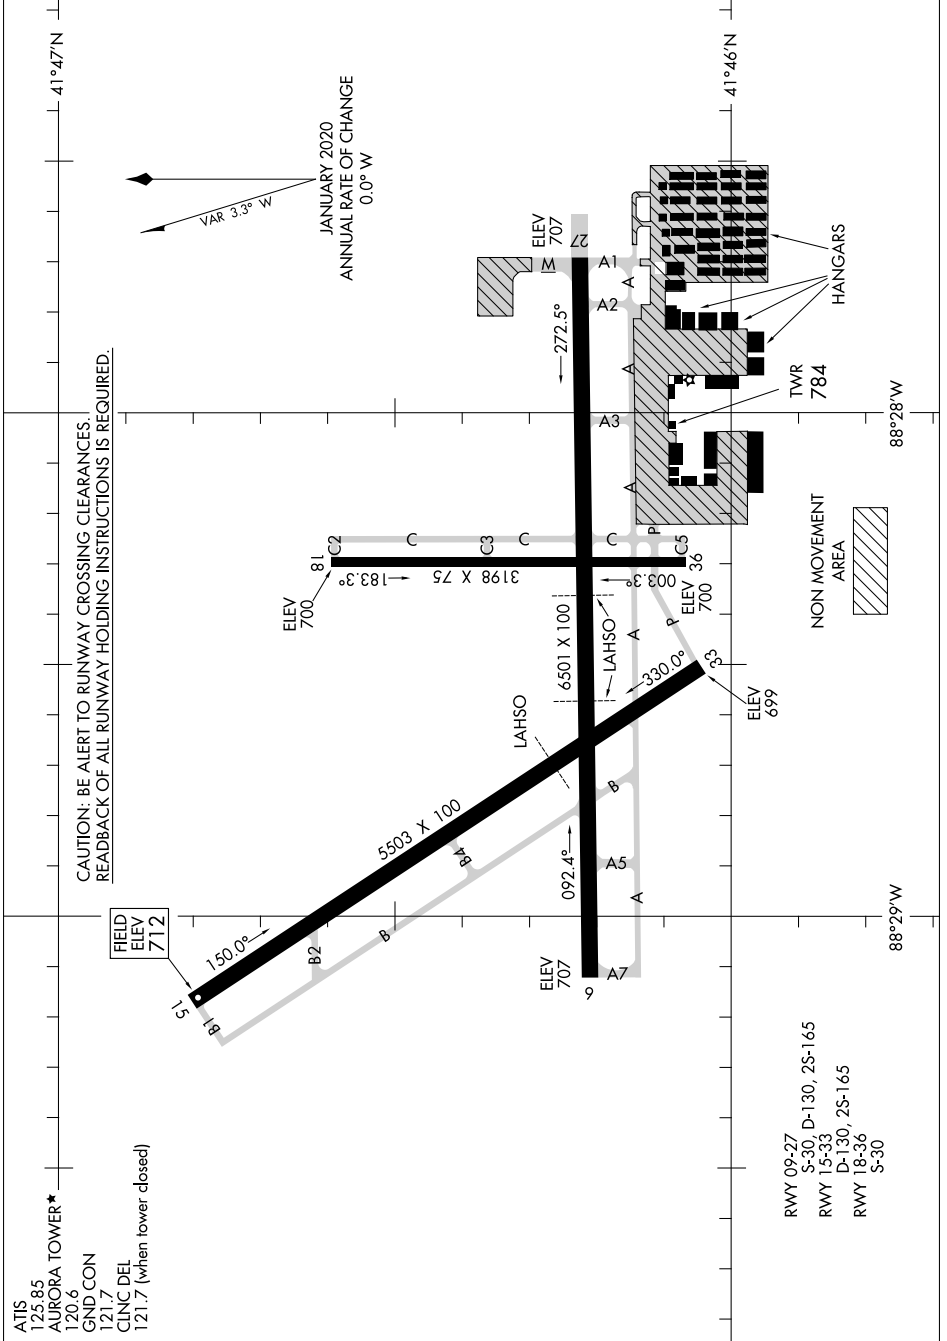 ATIS
125.85
AURORA TOWER★
120.6
GND CON
121.7
CLNC DEL
121.7 (when tower closed)
CAUTION: BE ALERT TO RUNWAY CROSSING CLEARANCES.
READBACK OF ALL RUNWAY HOLDING INSTRUCTIONS IS REQUIRED.
41°47'N
41°46'N
88°28'W
88°29'W
VAR 3.3° W
JANUARY 2020
ANNUAL RATE OF CHANGE
0.0° W
FIELD
ELEV
712
15
150.0°
5503 X 100
330.0°
33
ELEV
699
B1
B2
B
B4
B
ELEV
700
18
183.3°
3198 X 75
003.3°
36
ELEV
700
C2
C
C3
C
C
C5
ELEV
707
9
092.4°
6501 X 100
272.5°
27
ELEV
707
LAHSO
LAHSO
M
A1
A
A2
A
A3
A
P
P
A
A5
A
A7
HANGARS
TWR
784
NON MOVEMENT
AREA
RWY 09-27
S-30, D-130, 2S-165
RWY 15-33
D-130, 2S-165
RWY 18-36
S-30